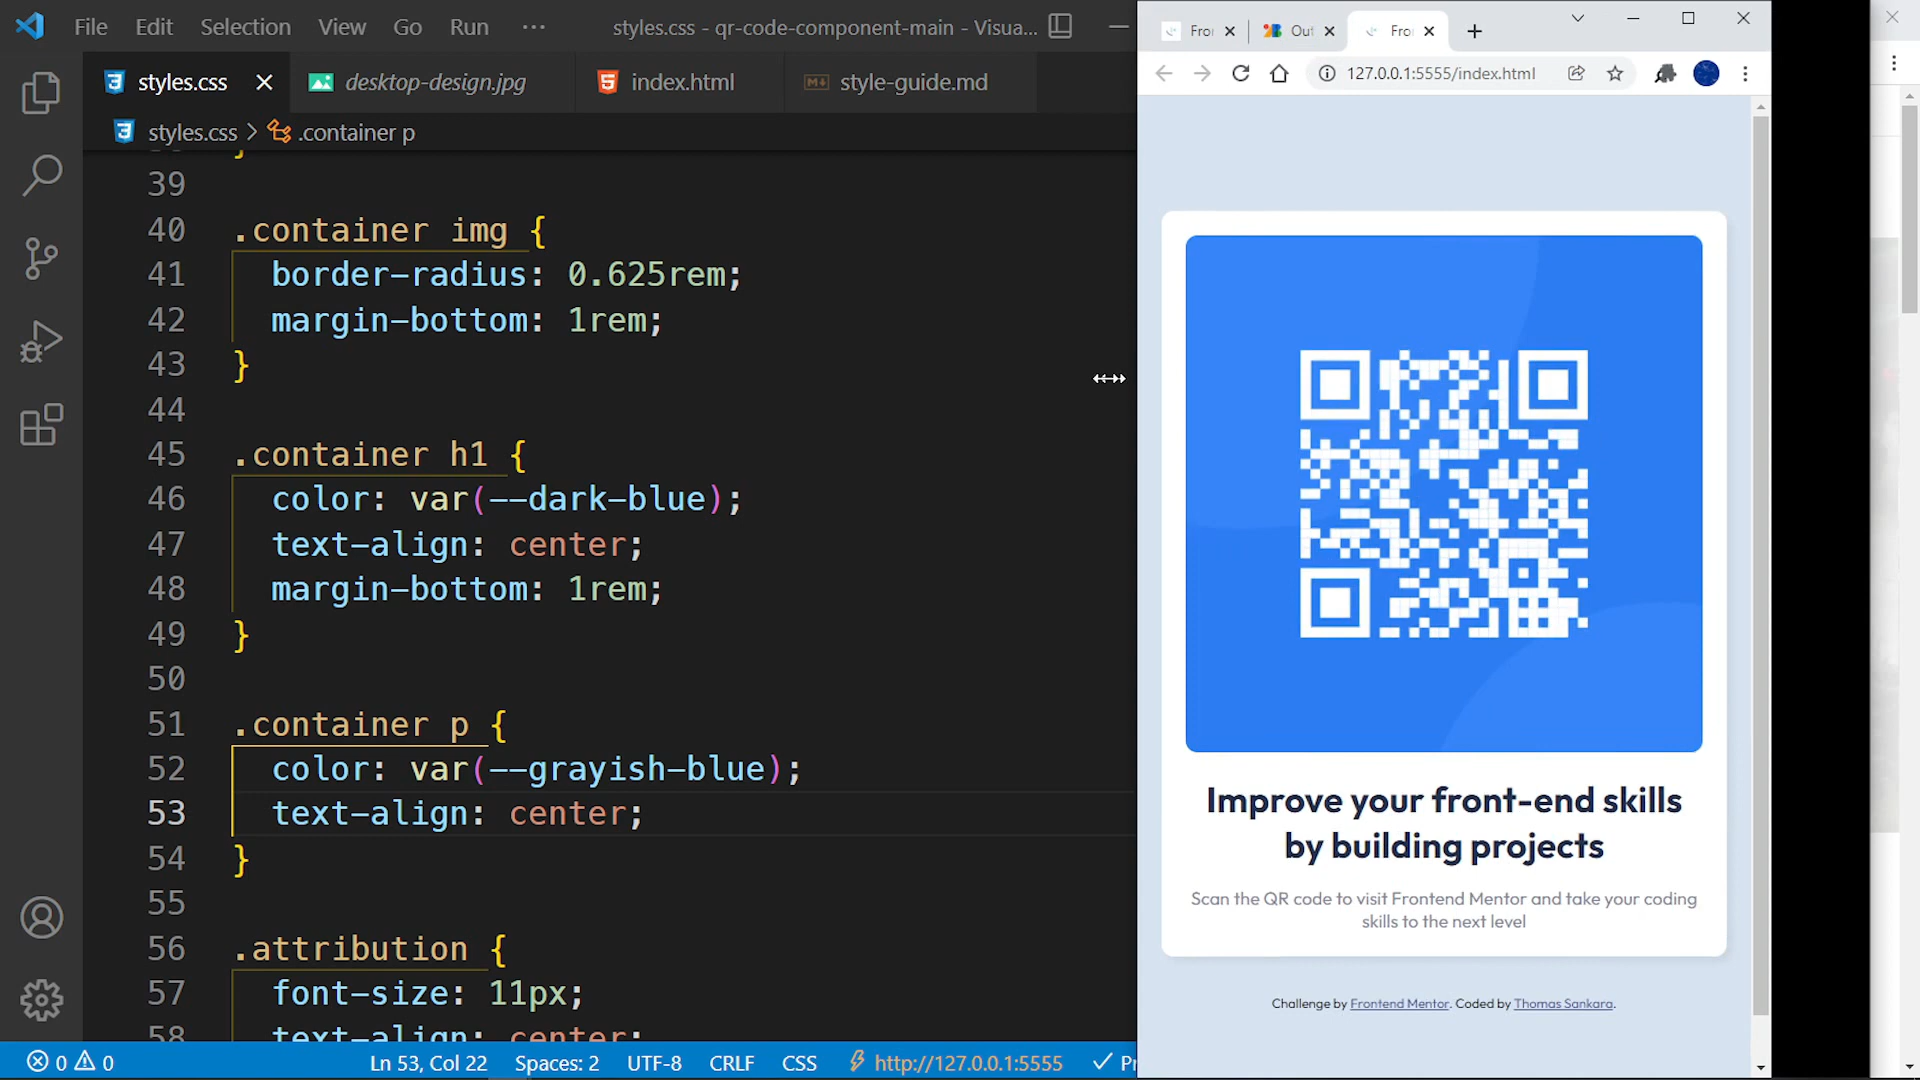 File Edit Selection View Go Run ··· styles.css - qr-code-component-main - Visua...
styles.css desktop-design.jpg index.html style-guide.md
styles.css > .container p
39
40 .container img {
41 border-radius: 0.625rem;
42 margin-bottom: 1rem;
43 }
44
45 .container h1 {
46 color: var(--dark-blue);
47 text-align: center;
48 margin-bottom: 1rem;
49 }
50
51 .container p {
52 color: var(--grayish-blue);
53 text-align: center;
54 }
55
56 .attribution {
57 font-size: 11px;
58 text-align: center;
0 0 Ln 53, Col 22 Spaces: 2 UTF-8 CRLF CSS http://127.0.0.1:5555
Fro Out Fro
127.0.0.1:5555/index.html
Improve your front-end skills
by building projects
Scan the QR code to visit Frontend Mentor and take your coding
skills to the next level
Challenge by Frontend Mentor. Coded by Thomas Sankara.